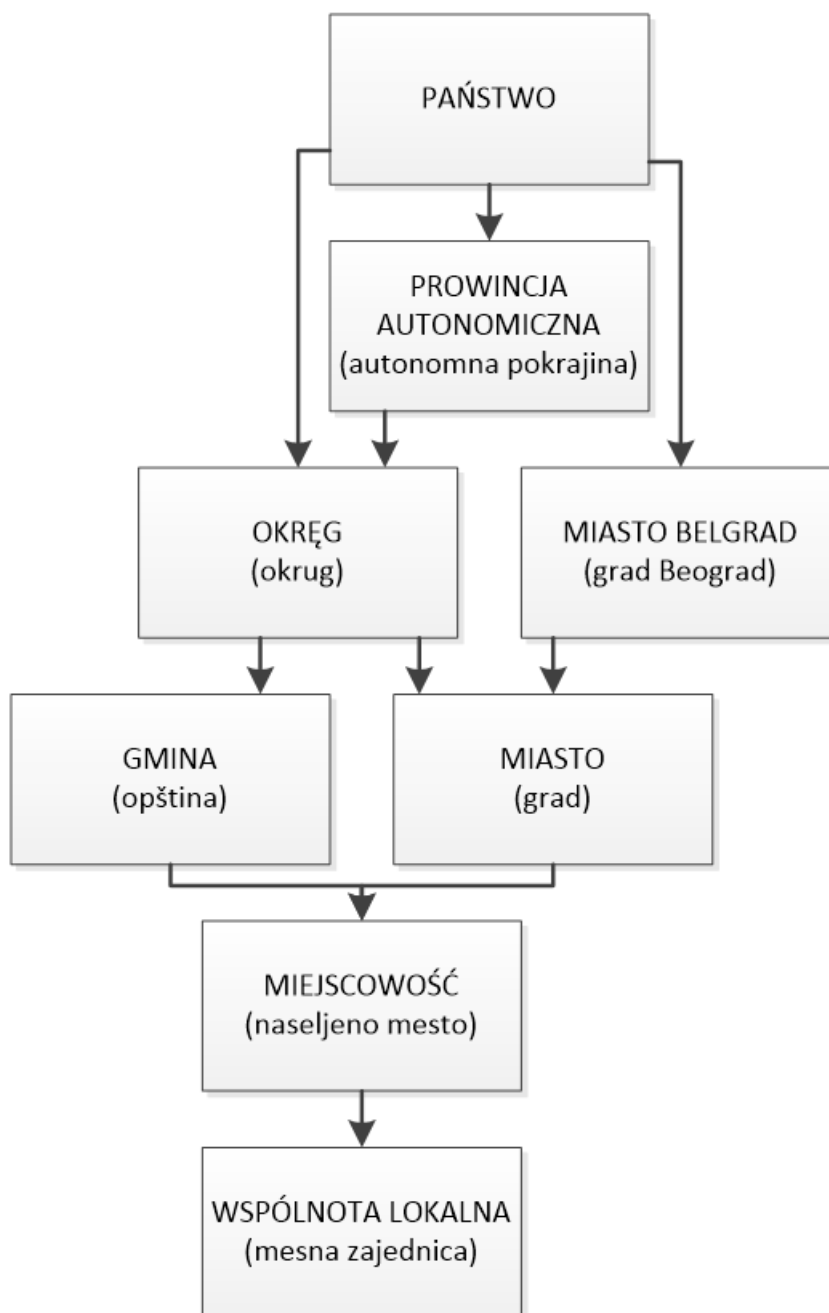 PAŃSTWO
PROWINCJA
AUTONOMICZNA
(autonomna pokrajina)
OKRĘG
(okrug)
MIASTO BELGRAD
(grad Beograd)
GMINA
(opština)
MIASTO
(grad)
MIEJSCOWOŚĆ
(naseljeno mesto)
WSPÓLNOTA LOKALNA
(mesna zajednica)